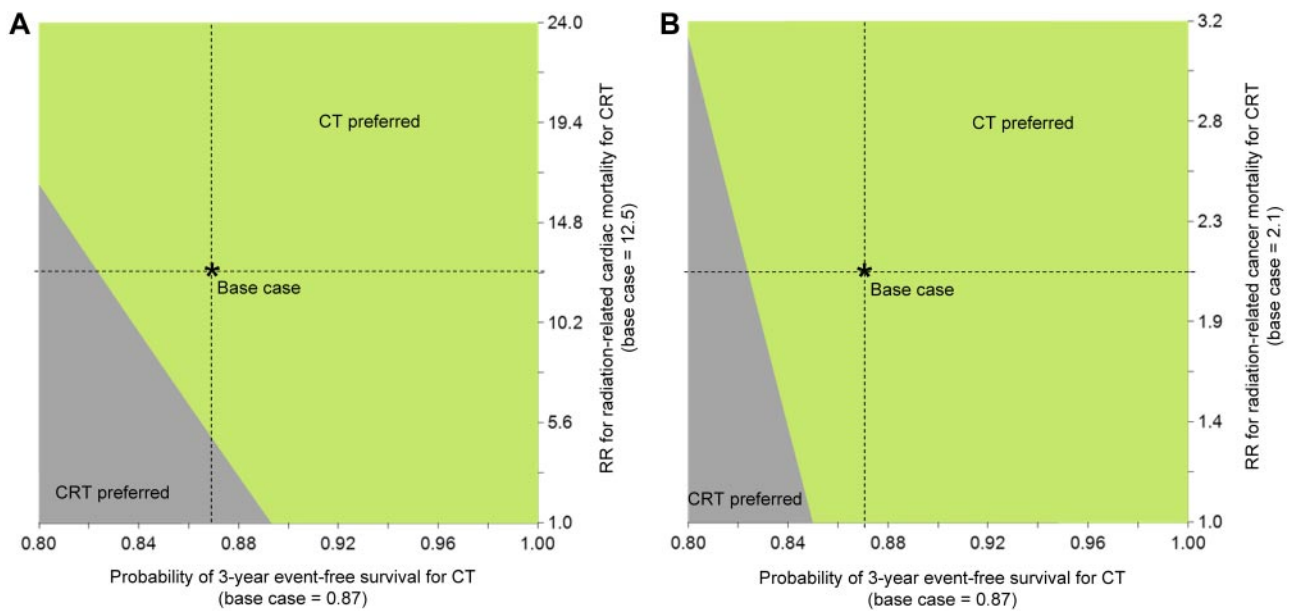 A
CT preferred
Base case
CRT preferred
24.0
19.4
14.8
10.2
5.6
1.0
RR for radiation-related cardiac mortality for CRT
(base case = 12.5)
0.80
0.84
0.88
0.92
0.96
1.00
Probability of 3-year event-free survival for CT
(base case = 0.87)
B
CT preferred
Base case
CRT preferred
3.2
2.8
2.3
1.9
1.4
1.0
RR for radiation-related cancer mortality for CRT
(base case = 2.1)
0.80
0.84
0.88
0.92
0.96
1.00
Probability of 3-year event-free survival for CT
(base case = 0.87)